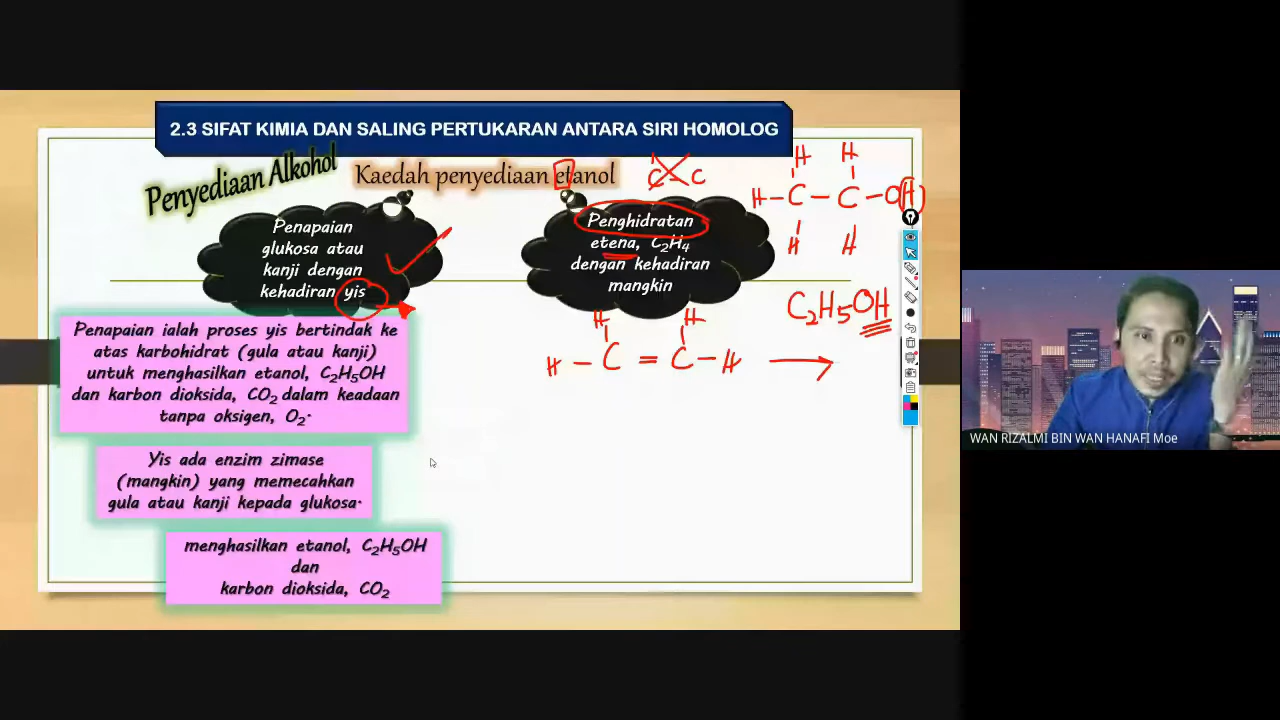 2.3 SIFAT KIMIA DAN SALING PERTUKARAN ANTARA SIRI HOMOLOG
Penyediaan Alkohol
Kaedah penyediaan etanol
Penapaian
glukosa atau
kanji dengan
kehadiran yis
Penghidratan
etena, C₂H₄
dengan kehadiran
mangkin
C - C
H H
H - C - C - OH
H H
C₂H₅OH
H H
H - C = C - H →
Penapaian ialah proses yis bertindak ke
atas karbohidrat (gula atau kanji)
untuk menghasilkan etanol, C₂H₅OH
dan karbon dioksida, CO₂ dalam keadaan
tanpa oksigen, O₂.
Yis ada enzim zimase
(mangkin) yang memecahkan
gula atau kanji kepada glukosa.
menghasilkan etanol, C₂H₅OH
dan
karbon dioksida, CO₂
WAN RIZALMI BIN WAN HANAFI Moe